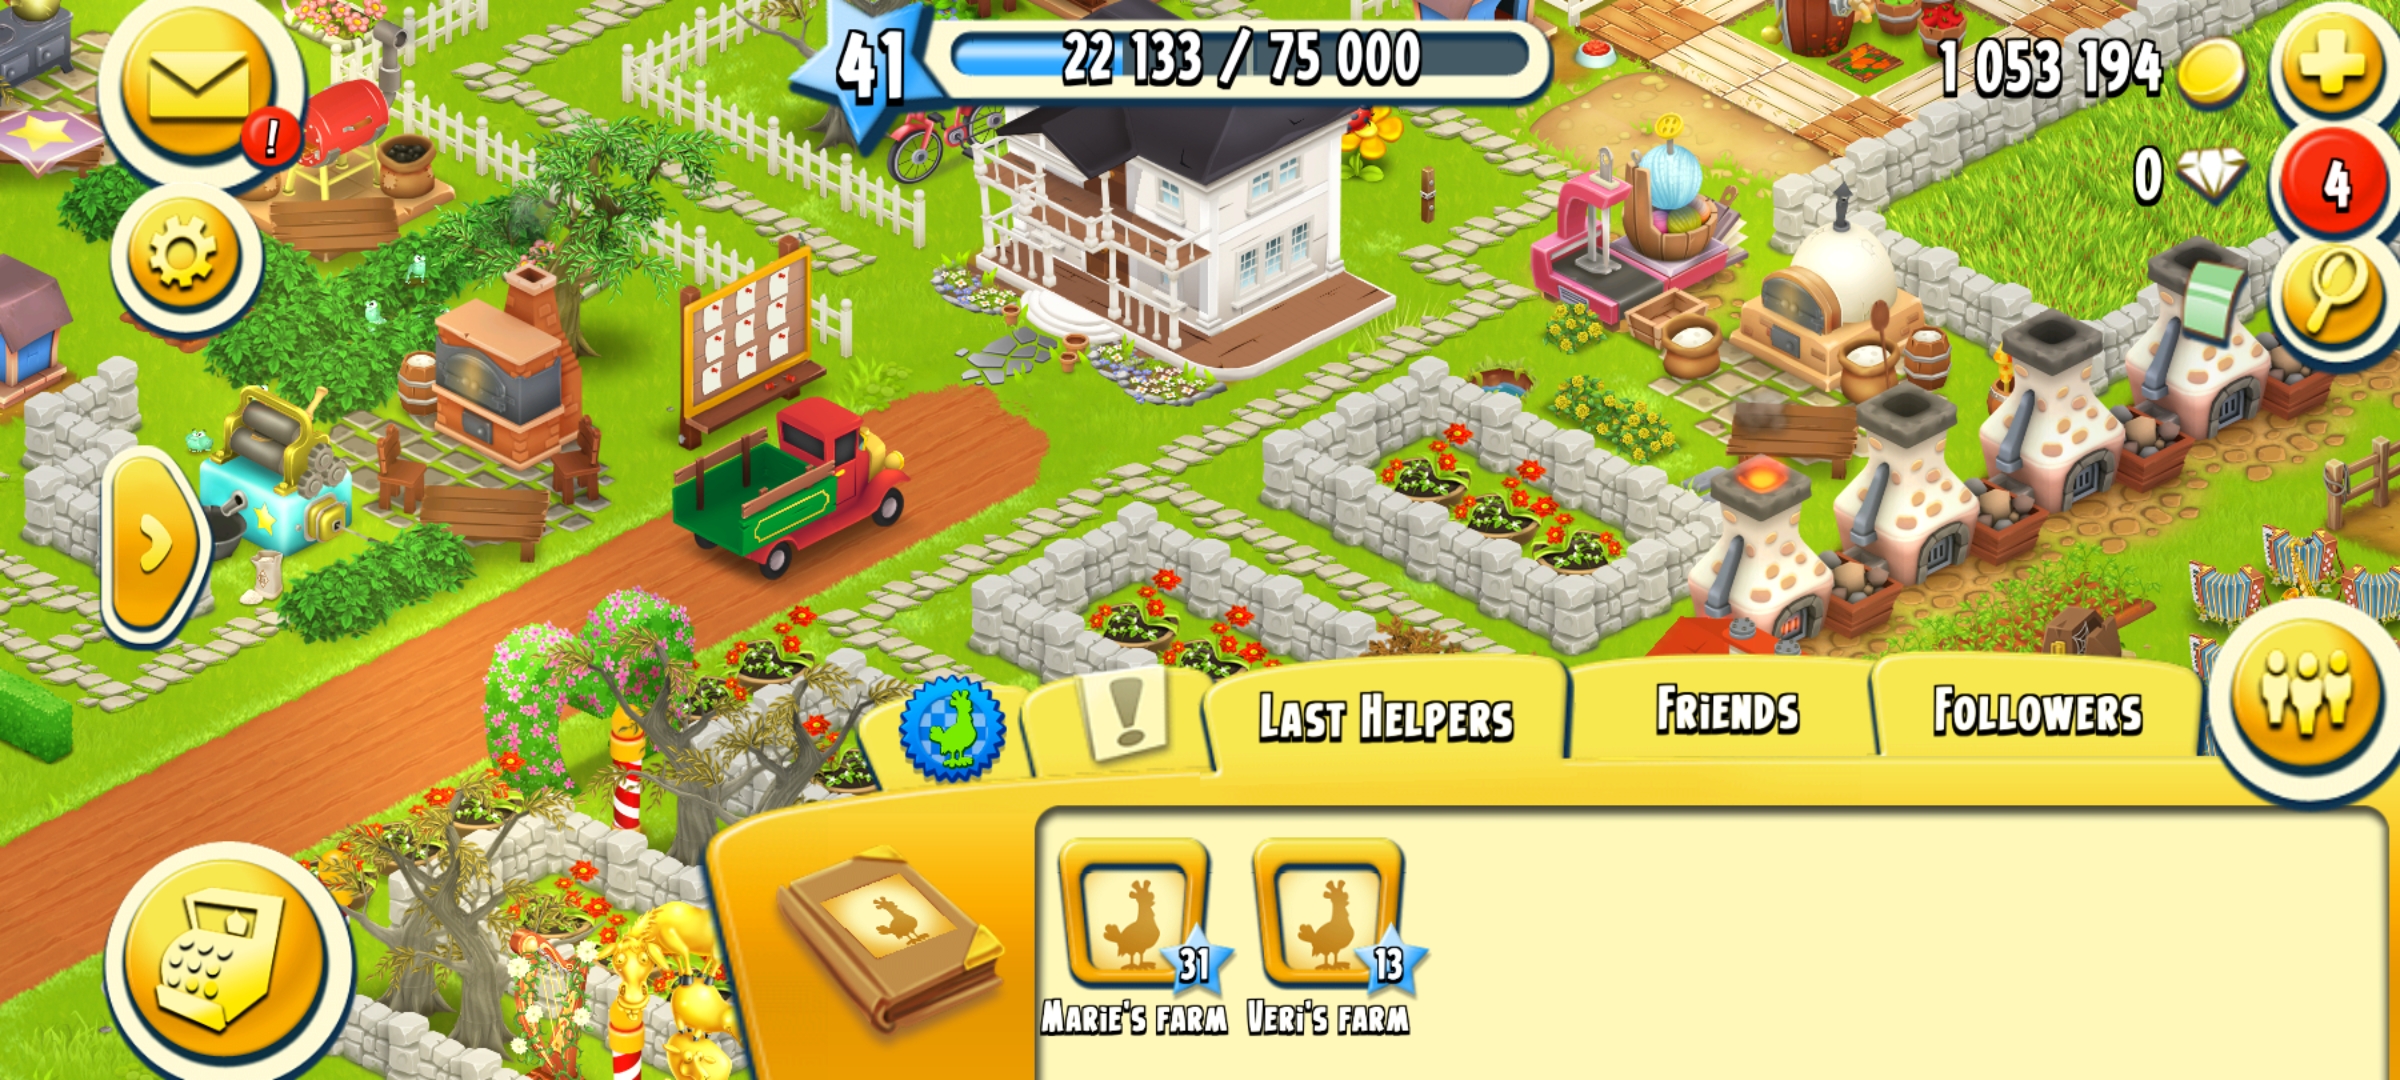 41
22 133 / 75 000
1 053 194
0
4
!
!
Last Helpers
Friends
Followers
31
13
Marie's farm
Veri's farm